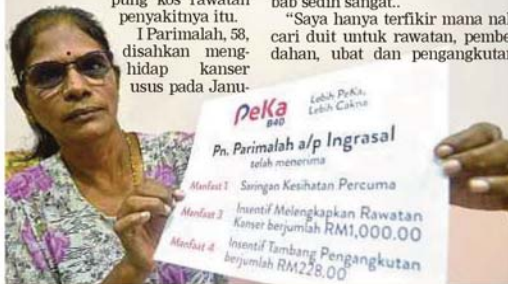 pung kos rawatan
penyakitnya itu.
I Parimalah, 58,
disahkan meng-
hidap kanser
usus pada Janu-
bab sedih sangat..
“Saya hanya terfikir mana nak
cari duit untuk rawatan, pembe-
dahan, ubat dan pengangkutan
PeKa
B40
Lebih Peka,
Lebih Cakna
Pn. Parimalah a/p Ingrasal
telah menerima
Manfaat 1 Saringan Kesihatan Percuma
Manfaat 3 Insentif Melengkapkan Rawatan
Kanser berjumlah RM1,000.00
Manfaat 4 Insentif Tambang Pengangkutan
berjumlah RM228.00